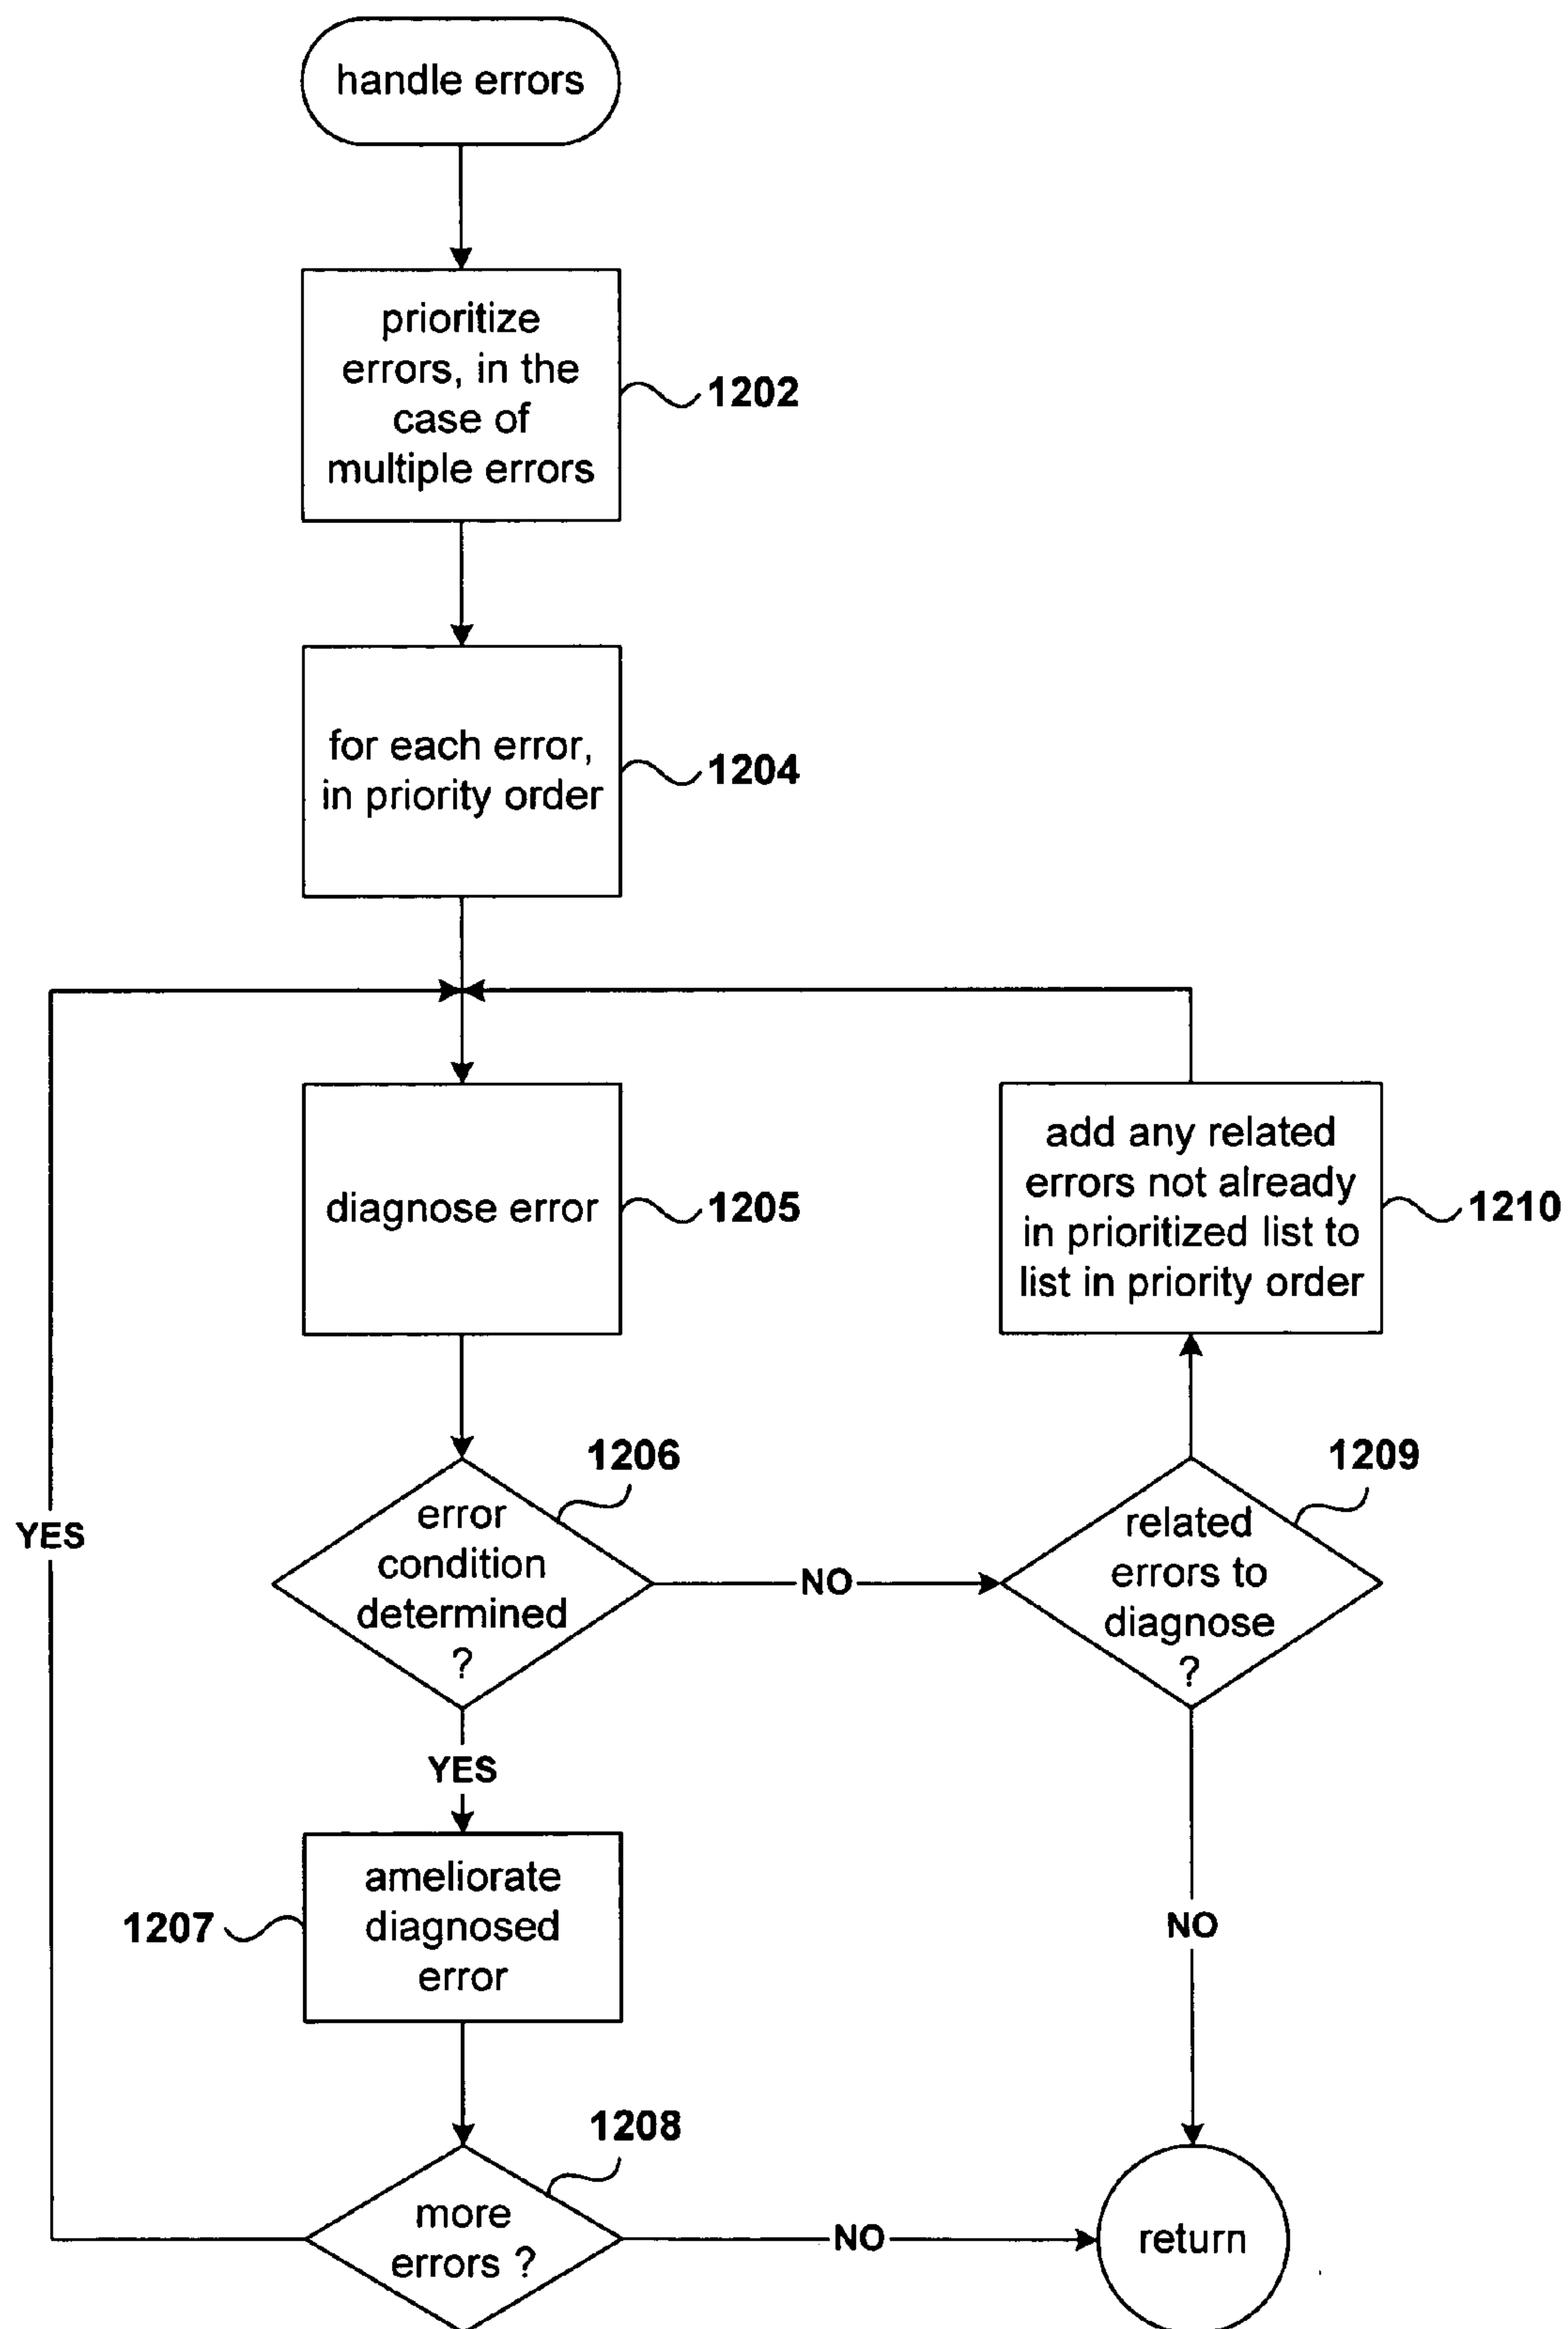 handle errors
prioritize
errors, in the
case of
multiple errors
1202
for each error,
in priority order
1204
diagnose error
1205
add any related
errors not already
in prioritized list to
list in priority order
1210
1206
error
condition
determined
?
NO
1209
related
errors to
diagnose
?
YES
YES
ameliorate
diagnosed
error
1207
NO
1208
more
errors ?
NO
return